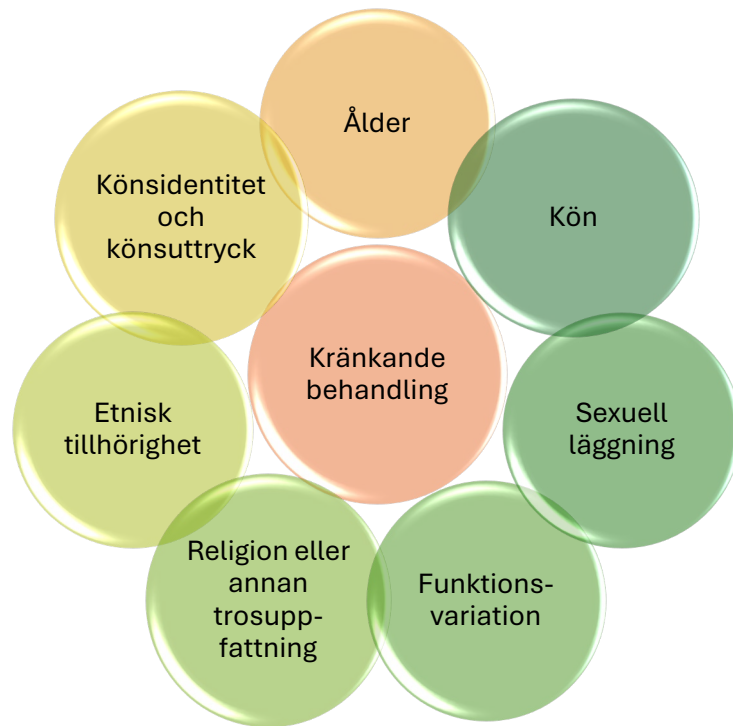 Ålder
Könsidentitet
och
könsuttryck
Kön
Kränkande
behandling
Etnisk
tillhörighet
Sexuell
läggning
Religion eller
annan
trosupp-
fattning
Funktions-
variation